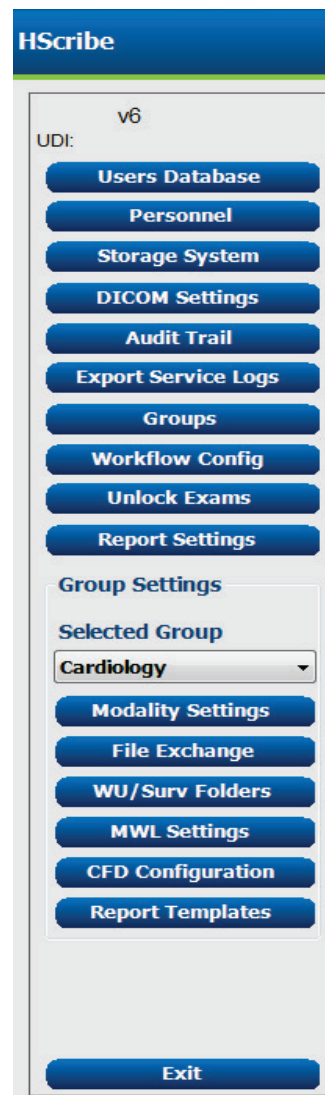 HScribe
v6
UDI:
Users Database
Personnel
Storage System
DICOM Settings
Audit Trail
Export Service Logs
Groups
Workflow Config
Unlock Exams
Report Settings
Group Settings
Selected Group
Cardiology
Modality Settings
File Exchange
WU/Surv Folders
MWL Settings
CFD Configuration
Report Templates
Exit